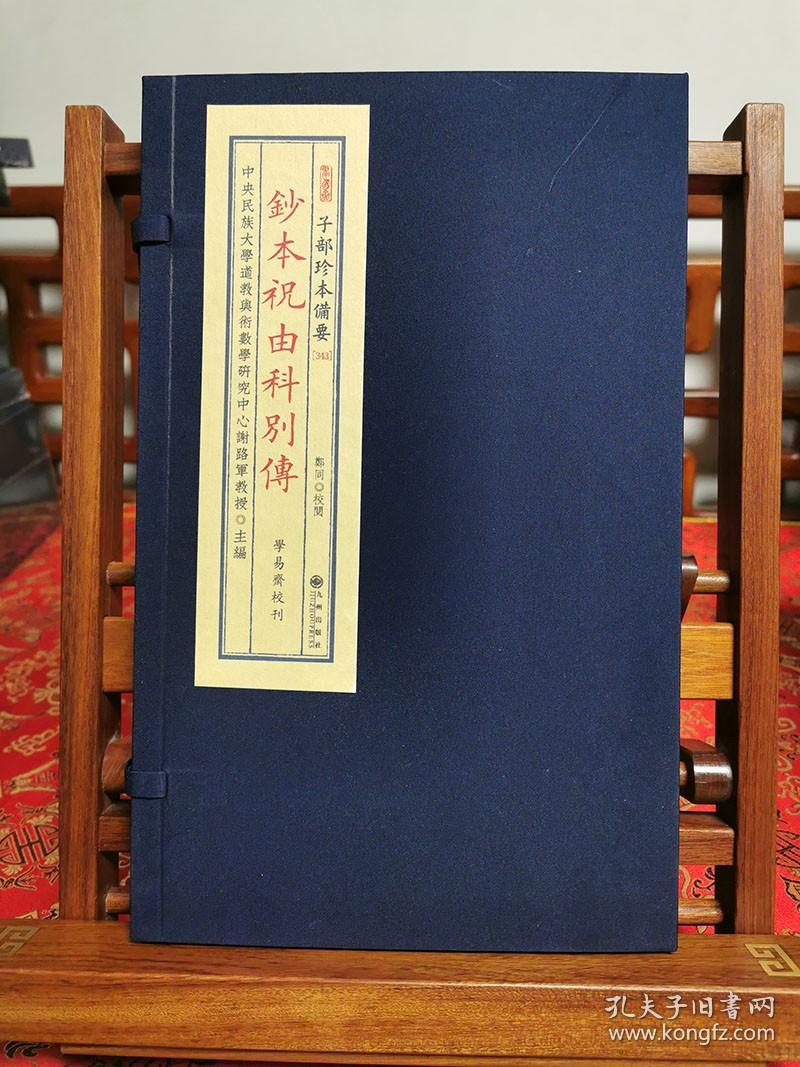 子部珍本備要
[343]
鄭同◎校閱
九州出版社
JIUZHOUPRESS
鈔本祝由科別傳
學易齋校刊
中央民族大學道教與術數學研究中心謝路軍教授◎主編
孔夫子旧书网
www.kongfz.com